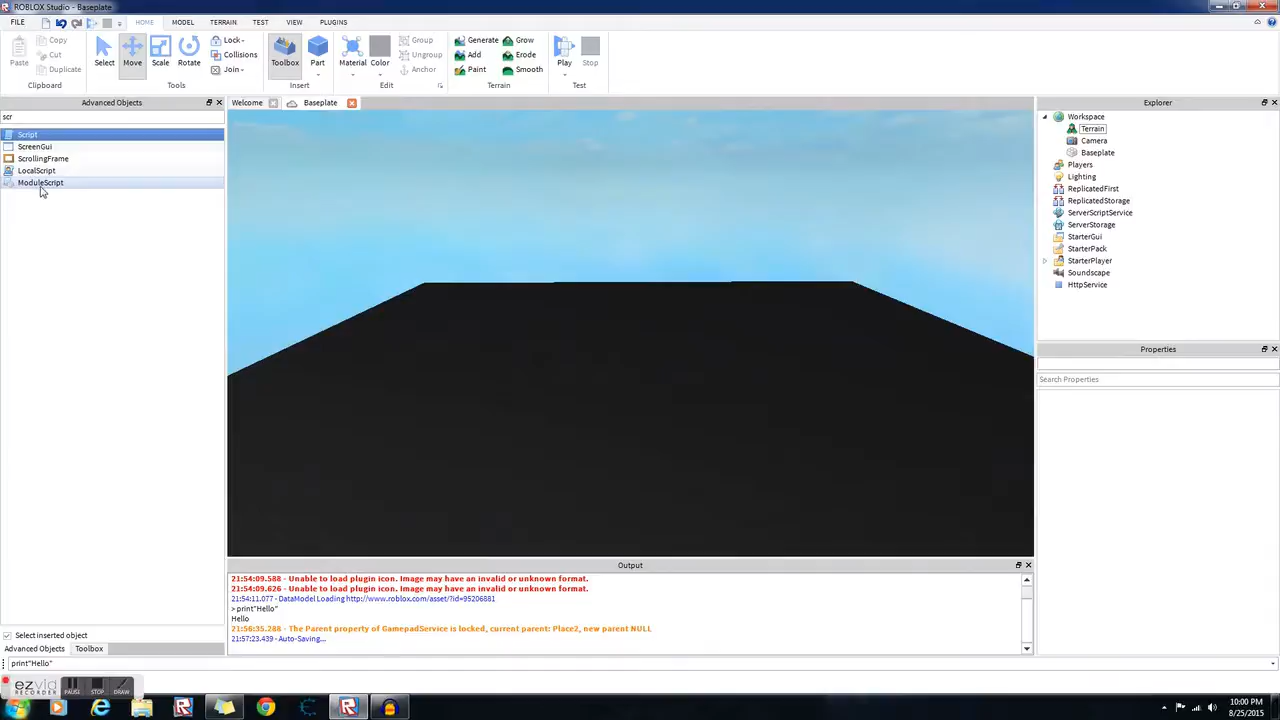 ROBLOX Studio - Baseplate
FILE HOME MODEL TERRAIN TEST VIEW PLUGINS
Paste Copy Cut Duplicate Select Move Scale Rotate Lock Collisions Join Toolbox Part Material Color Group Ungroup Anchor Generate Add Paint Grow Erode Smooth Play Stop
Clipboard Tools Insert Edit Terrain Test
Advanced Objects
scr
Script
ScreenGui
ScrollingFrame
LocalScript
ModuleScript
Select inserted object
Advanced Objects Toolbox
print"Hello"
Welcome Baseplate
Output
21:54:09.588 - Unable to load plugin icon. Image may have an invalid or unknown format.
21:54:09.626 - Unable to load plugin icon. Image may have an invalid or unknown format.
21:54:11.077 - DataModel Loading http://www.roblox.com/asset/?id=95206881
> print"Hello"
Hello
21:56:35.288 - The Parent property of GamepadService is locked, current parent: Place2, new parent NULL
21:57:23.439 - Auto-Saving...
Explorer
Workspace
Terrain
Camera
Baseplate
Players
Lighting
ReplicatedFirst
ReplicatedStorage
ServerScriptService
ServerStorage
StarterGui
StarterPack
StarterPlayer
Soundscape
HttpService
Properties
Search Properties
ezvid
RECORDER
PAUSE STOP DRAW
10:00 PM
8/25/2015